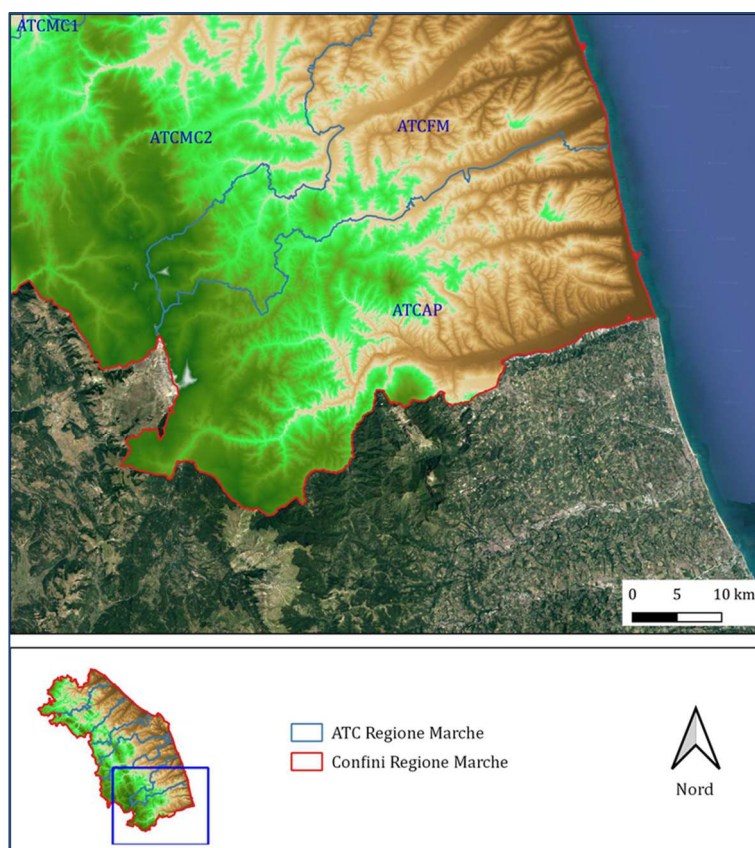 ATCMC1
ATCMC2
ATCFM
ATCAP
0 5 10 km
ATC Regione Marche
Confini Regione Marche
Nord